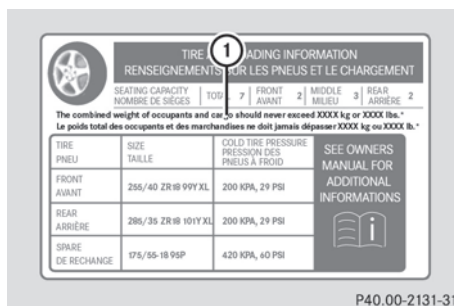 1
TIRE AND LOADING INFORMATION
RENSEIGNEMENTS SUR LES PNEUS ET LE CHARGEMENT
SEATING CAPACITY
NOMBRE DE SIÈGES
TOTAL 7
FRONT
AVANT
2
MIDDLE
MILIEU
3
REAR
ARRIÈRE
2
The combined weight of occupants and cargo should never exceed XXXX kg or XXXX lbs.*
Le poids total des occupants et des marchandises ne doit jamais dépasser XXXX kg ou XXXX lb.*
TIRE
PNEU
SIZE
TAILLE
COLD TIRE PRESSURE
PRESSION DES
PNEUS À FROID
SEE OWNERS
MANUAL FOR
ADDITIONAL
INFORMATIONS
FRONT
AVANT
255/40 ZR18 99Y XL
200 KPA, 29 PSI
REAR
ARRIÈRE
285/35 ZR18 101Y XL
200 KPA, 29 PSI
SPARE
DE RECHANGE
175/55-18 95P
420 KPA, 60 PSI
i
P40.00-2131-31